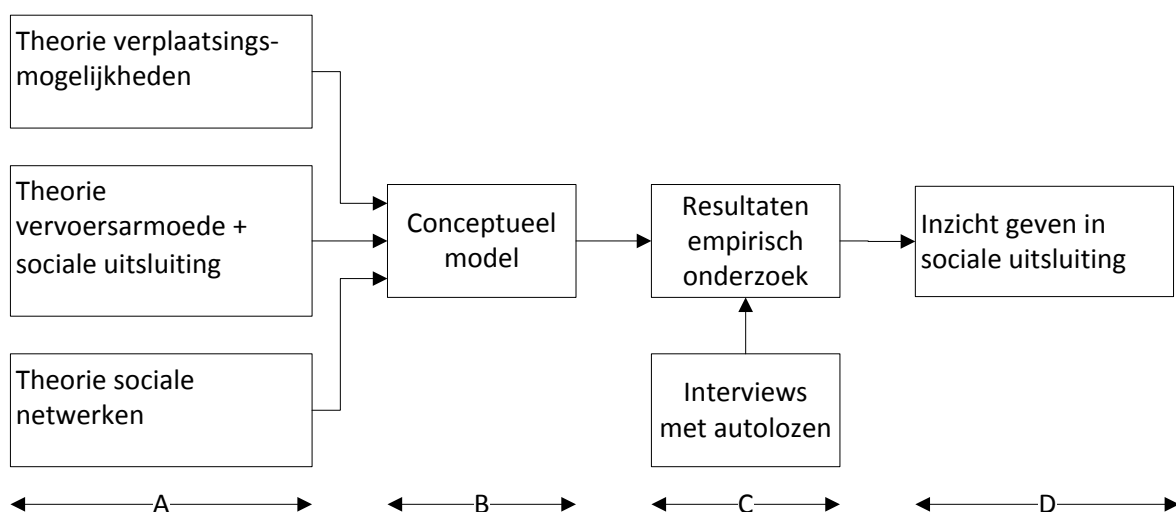 Theorie verplaatsings-
mogelijkheden
Theorie
vervoersarmoede +
sociale uitsluiting
Theorie sociale
netwerken
Conceptueel
model
Resultaten
empirisch
onderzoek
Interviews
met autolozen
Inzicht geven in
sociale uitsluiting
A
B
C
D